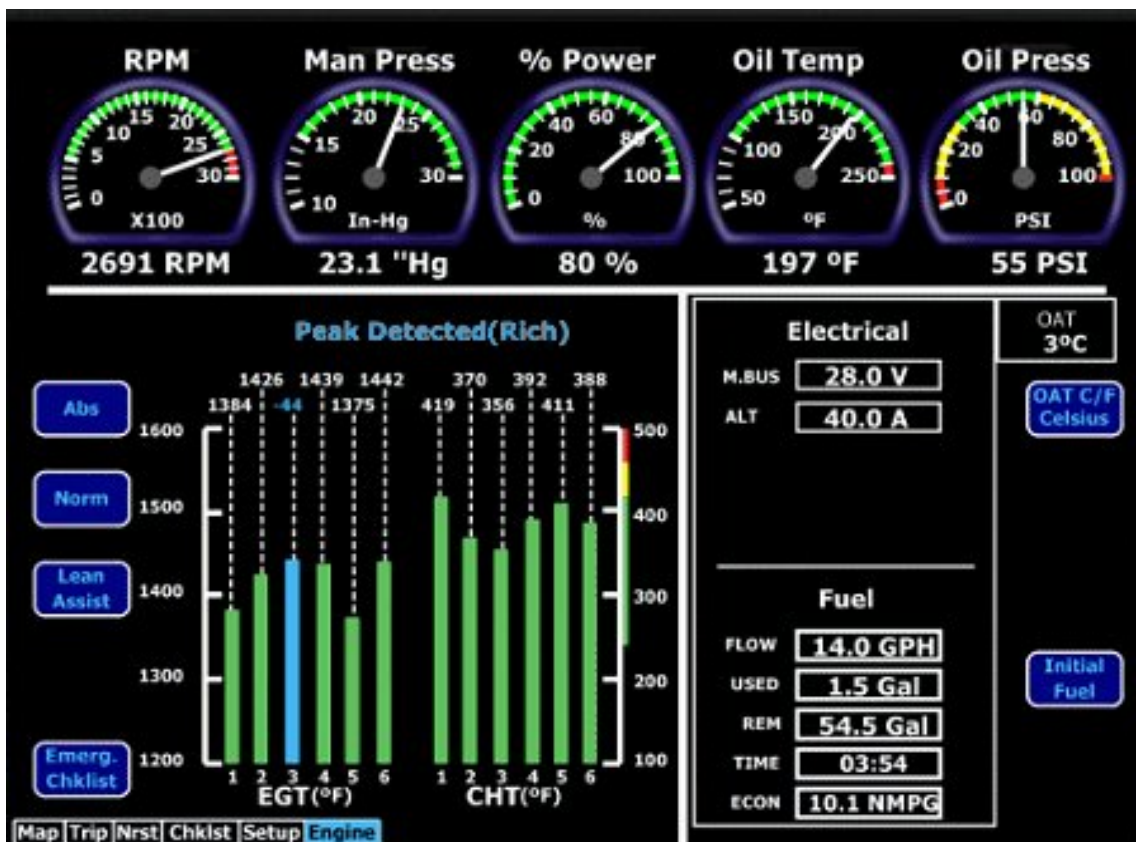 RPM Man Press % Power Oil Temp Oil Press
0 5 10 15 20 25 30
X100
10 15 20 25 30
In-Hg
20 40 60 80 100
%
50 100 150 200 250
ºF
0 20 40 60 80 100
PSI
2691 RPM 23.1 "Hg 80 % 197 ºF 55 PSI
Peak Detected(Rich)
1426 1439 1442 370 392 388
1384 -44 1375 419 356 411
Abs
Norm
Lean
Assist
Emerg.
Chklist
1600
1500
1400
1300
1200
500
400
300
200
100
1 2 3 4 5 6
EGT(ºF)
1 2 3 4 5 6
CHT(ºF)
Electrical
M.BUS 28.0 V
ALT 40.0 A
Fuel
FLOW 14.0 GPH
USED 1.5 Gal
REM 54.5 Gal
TIME 03:54
ECON 10.1 NMPG
OAT
3ºC
OAT C/F
Celsius
Initial
Fuel
Map Trip Nrst Chklst Setup Engine